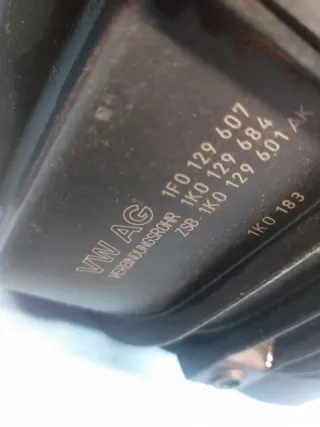 VW AG
VERBINDUNGSROHR
1F0 129 607
1K0 129 684
ZSB 1K0 129 601 AK
1K0 183